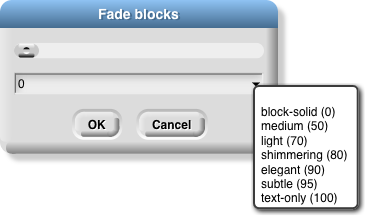 Fade blocks
0
block-solid (0)
medium (50)
light (70)
shimmering (80)
elegant (90)
subtle (95)
text-only (100)
OK Cancel